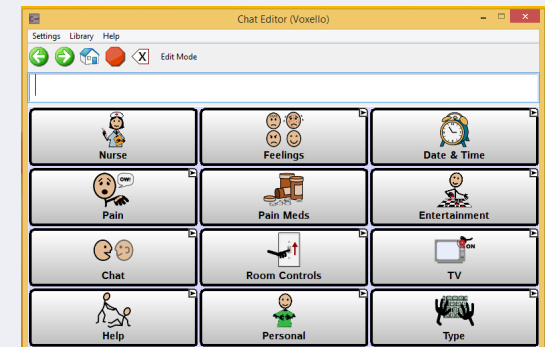 Chat Editor (Voxello)
Settings Library Help
X Edit Mode
Nurse
Feelings
Date & Time
OW!
Pain
Pain Meds
Entertainment
Chat
Room Controls
ON
TV
Help
Personal
Type